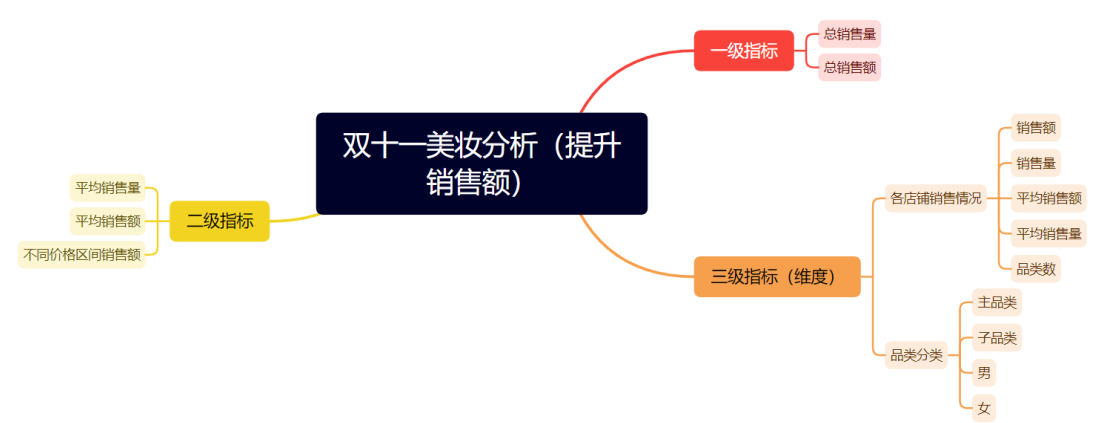 双十一美妆分析（提升
销售额）
一级指标
总销售量
总销售额
二级指标
平均销售量
平均销售额
不同价格区间销售额
三级指标（维度）
各店铺销售情况
销售额
销售量
平均销售额
平均销售量
品类数
品类分类
主品类
子品类
男
女